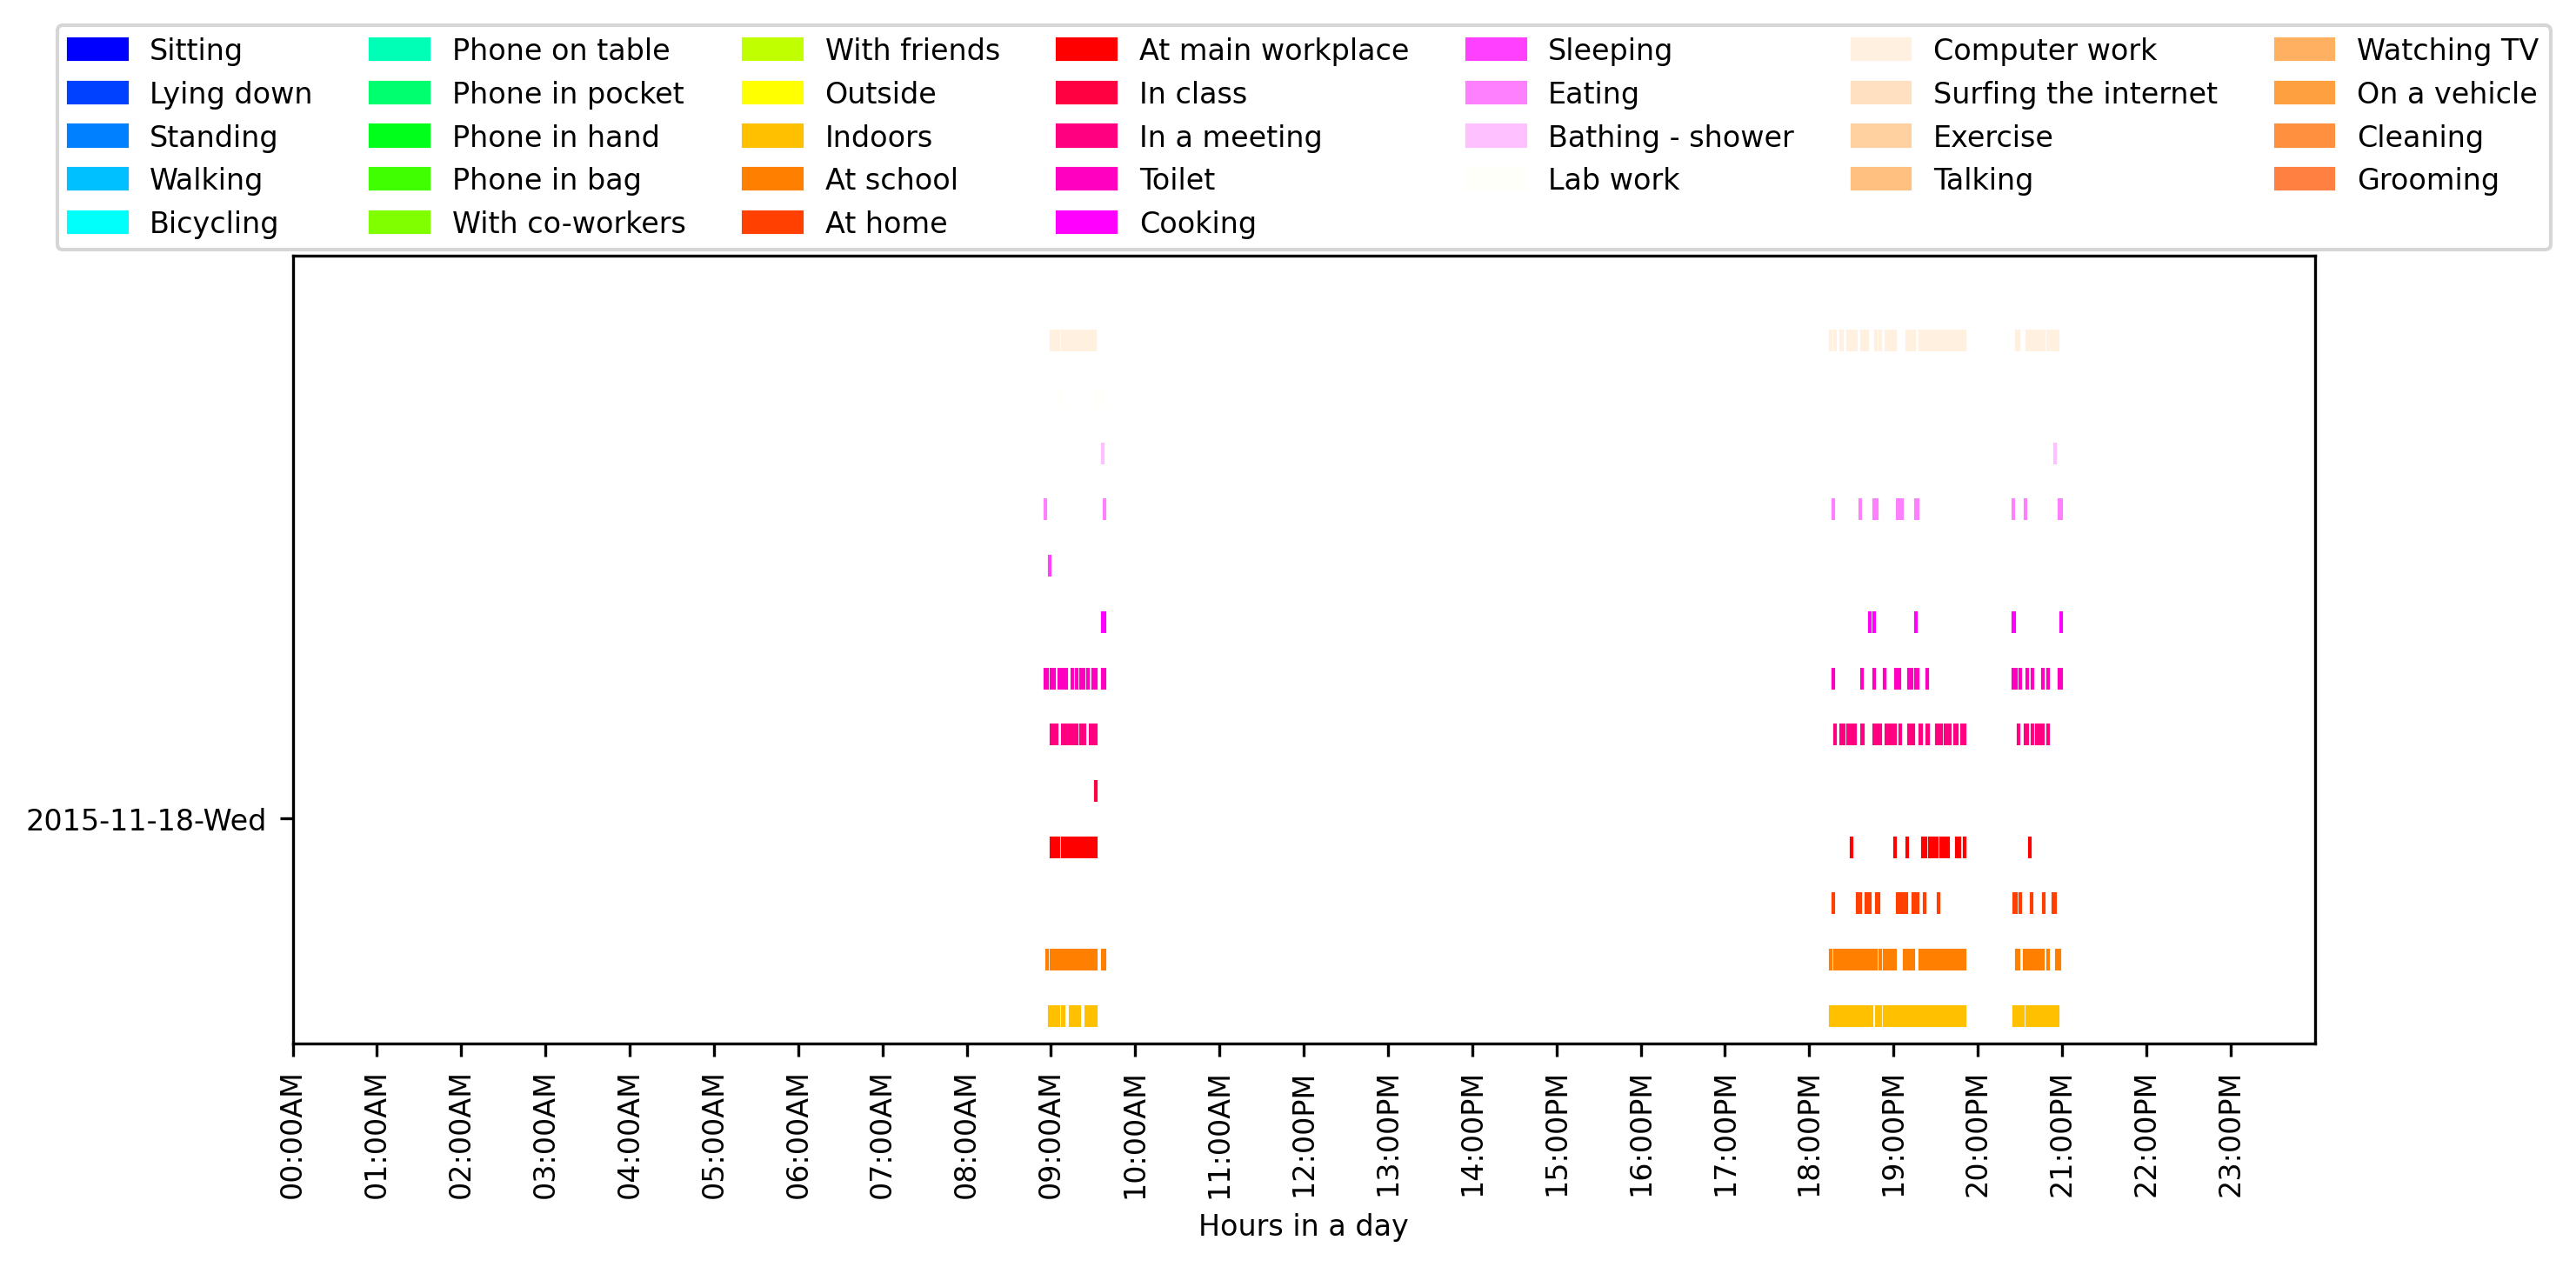 Sitting
Lying down
Standing
Walking
Bicycling
Phone on table
Phone in pocket
Phone in hand
Phone in bag
With co-workers
With friends
Outside
Indoors
At school
At home
At main workplace
In class
In a meeting
Toilet
Cooking
Sleeping
Eating
Bathing - shower
Lab work
Computer work
Surfing the internet
Exercise
Talking
Watching TV
On a vehicle
Cleaning
Grooming
2015-11-18-Wed
00:00AM
01:00AM
02:00AM
03:00AM
04:00AM
05:00AM
06:00AM
07:00AM
08:00AM
09:00AM
10:00AM
11:00AM
12:00PM
13:00PM
14:00PM
15:00PM
16:00PM
17:00PM
18:00PM
19:00PM
20:00PM
21:00PM
22:00PM
23:00PM
Hours in a day